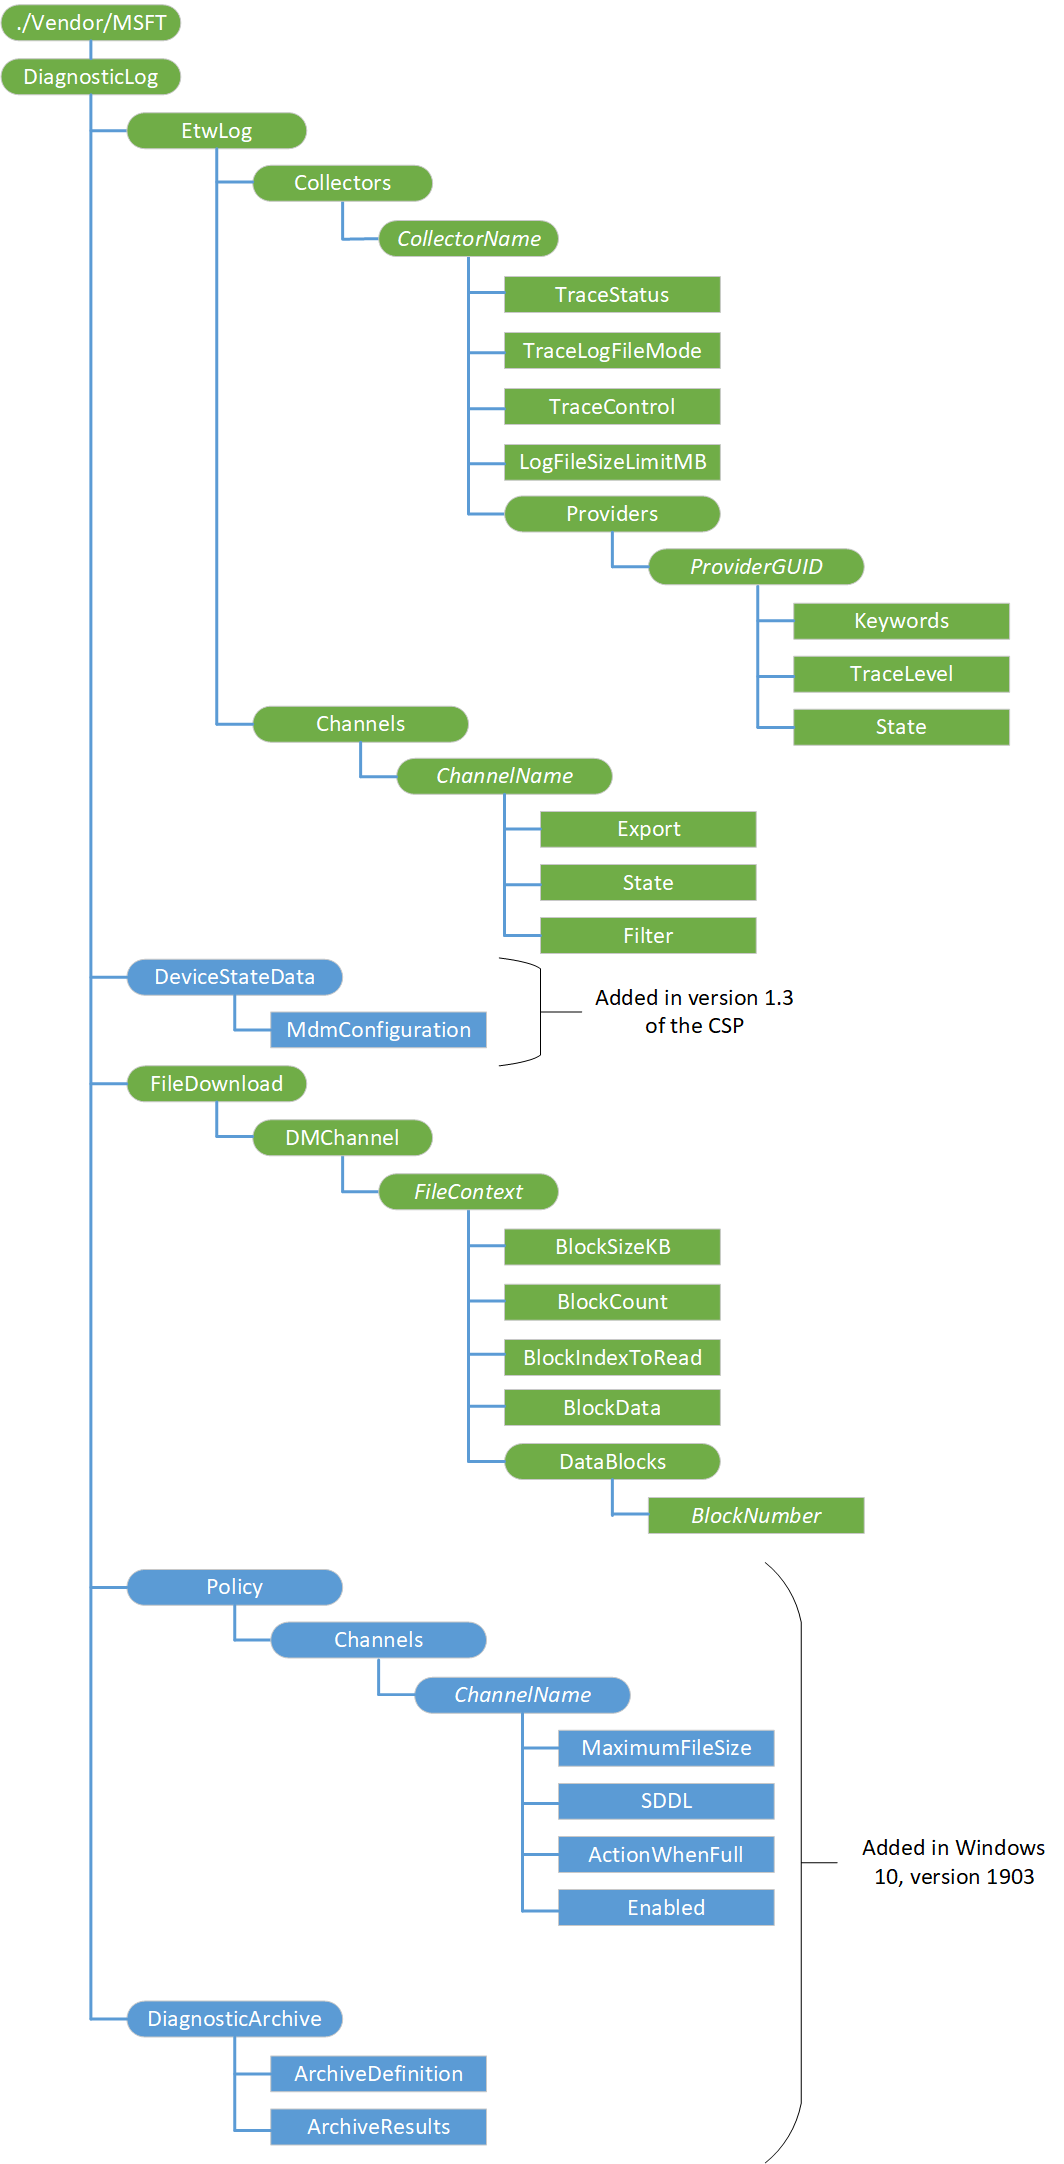 ./Vendor/MSFT
DiagnosticLog
EtwLog
Collectors
CollectorName
TraceStatus
TraceLogFileMode
TraceControl
LogFileSizeLimitMB
Providers
ProviderGUID
Keywords
TraceLevel
State
Channels
ChannelName
Export
State
Filter
DeviceStateData
MdmConfiguration
Added in version 1.3
of the CSP
FileDownload
DMChannel
FileContext
BlockSizeKB
BlockCount
BlockIndexToRead
BlockData
DataBlocks
BlockNumber
Policy
Channels
ChannelName
MaximumFileSize
SDDL
ActionWhenFull
Enabled
Added in Windows
10, version 1903
DiagnosticArchive
ArchiveDefinition
ArchiveResults